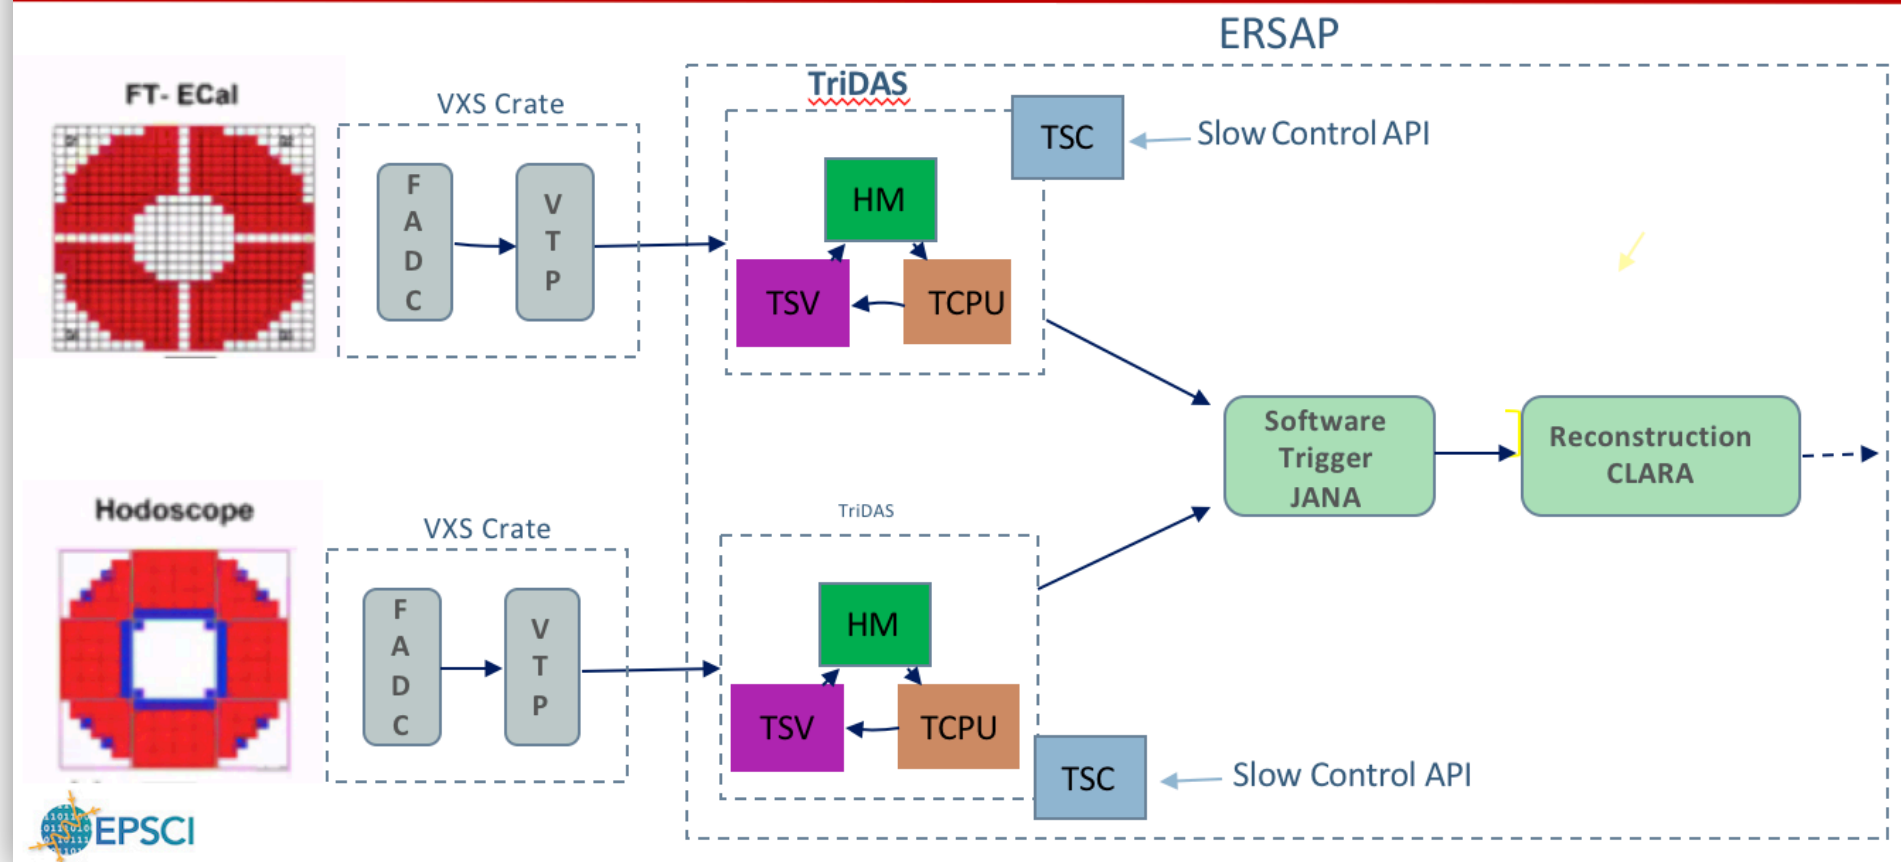 ERSAP
FT- ECal
VXS Crate
TriDAS
TSC
Slow Control API
F
A
D
C
V
T
P
HM
TSV
TCPU
Software
Trigger
JANA
Reconstruction
CLARA
Hodoscope
VXS Crate
TriDAS
F
A
D
C
V
T
P
HM
TSV
TCPU
TSC
Slow Control API
EPSCI